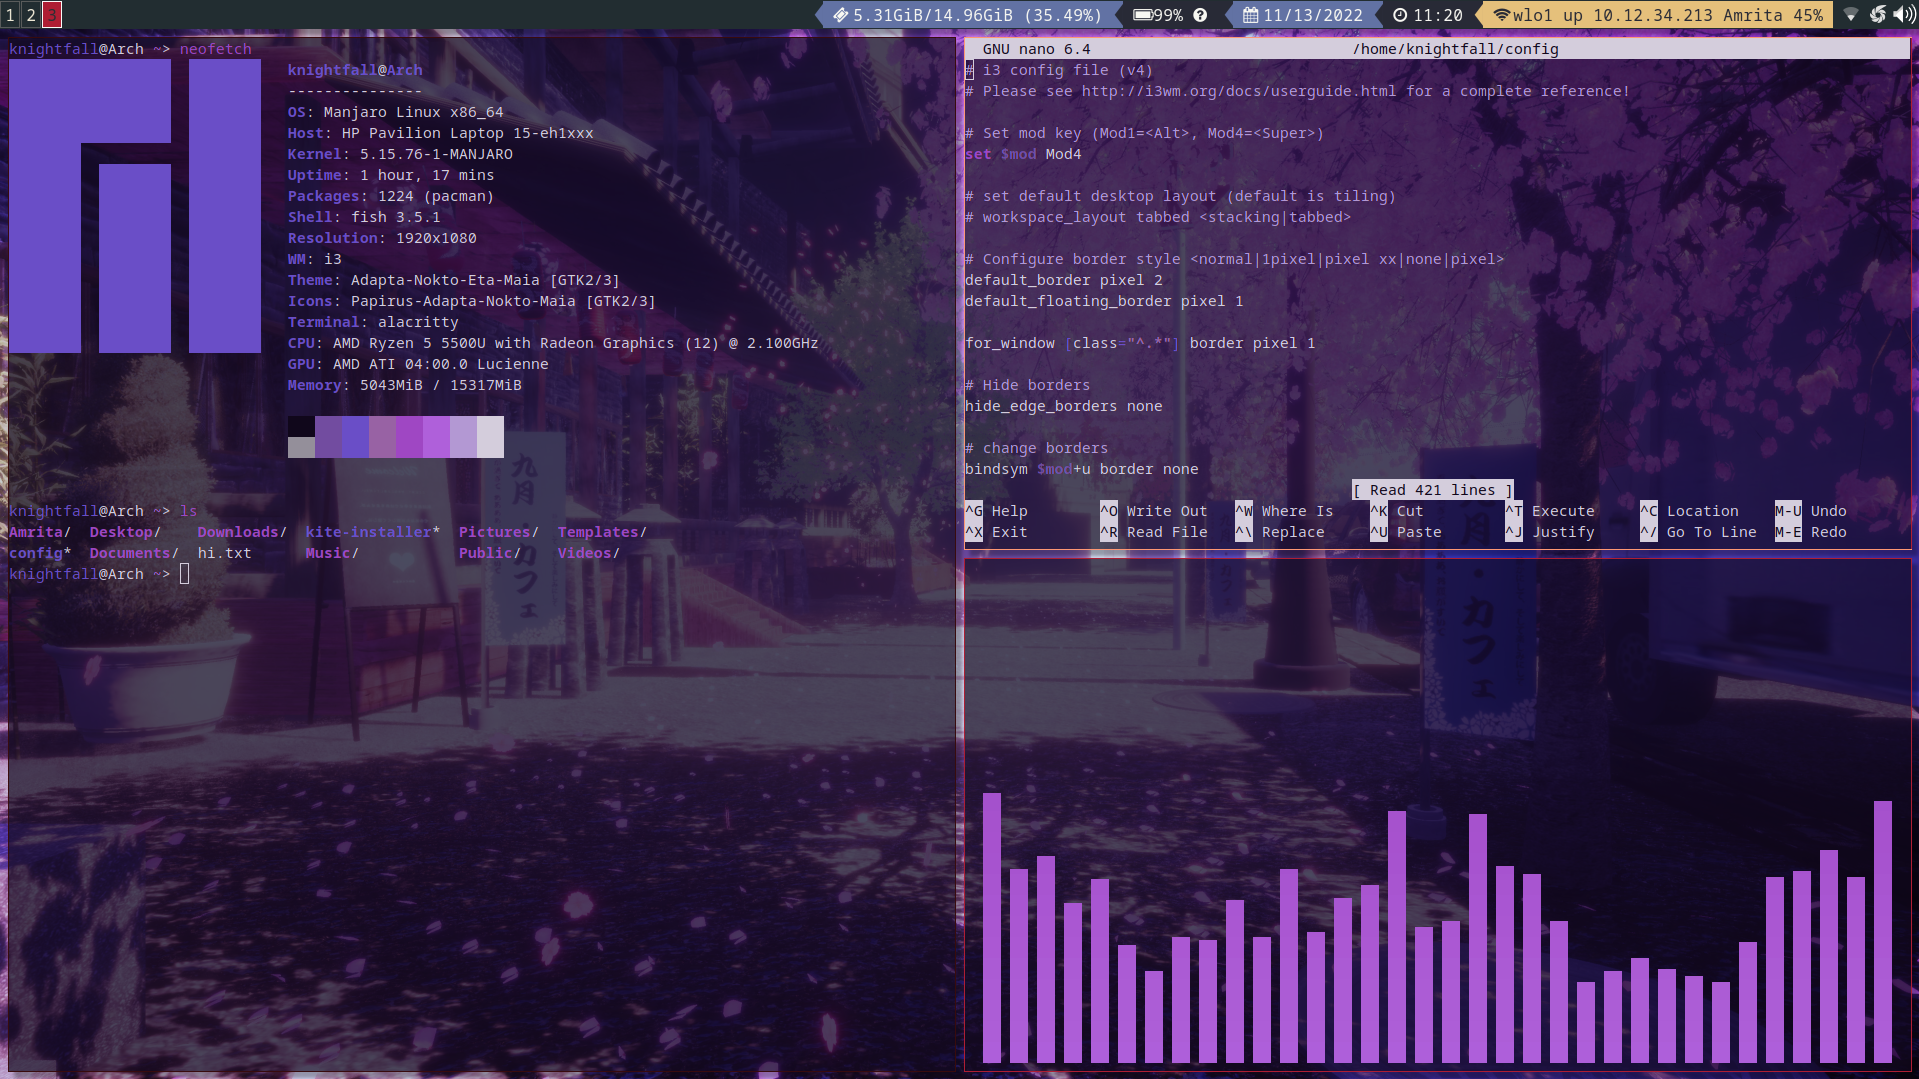 1 2 3
5.31GiB/14.96GiB (35.49%) 99% 11/13/2022 11:20 wlo1 up 10.12.34.213 Amrita 45%
knightfall@Arch ~> neofetch
knightfall@Arch
---------------
OS: Manjaro Linux x86_64
Host: HP Pavilion Laptop 15-eh1xxx
Kernel: 5.15.76-1-MANJARO
Uptime: 1 hour, 17 mins
Packages: 1224 (pacman)
Shell: fish 3.5.1
Resolution: 1920x1080
WM: i3
Theme: Adapta-Nokto-Eta-Maia [GTK2/3]
Icons: Papirus-Adapta-Nokto-Maia [GTK2/3]
Terminal: alacritty
CPU: AMD Ryzen 5 5500U with Radeon Graphics (12) @ 2.100GHz
GPU: AMD ATI 04:00.0 Lucienne
Memory: 5043MiB / 15317MiB
knightfall@Arch ~> ls
Amrita/ Desktop/ Downloads/ kite-installer* Pictures/ Templates/
config* Documents/ hi.txt Music/ Public/ Videos/
knightfall@Arch ~>
GNU nano 6.4 /home/knightfall/config
# i3 config file (v4)
# Please see http://i3wm.org/docs/userguide.html for a complete reference!
# Set mod key (Mod1=<Alt>, Mod4=<Super>)
set $mod Mod4
# set default desktop layout (default is tiling)
# workspace_layout tabbed <stacking|tabbed>
# Configure border style <normal|1pixel|pixel xx|none|pixel>
default_border pixel 2
default_floating_border pixel 1
for_window [class="^.*"] border pixel 1
# Hide borders
hide_edge_borders none
# change borders
bindsym $mod+u border none
[ Read 421 lines ]
^G Help ^O Write Out ^W Where Is ^K Cut ^T Execute ^C Location M-U Undo
^X Exit ^R Read File ^\ Replace ^U Paste ^J Justify ^/ Go To Line M-E Redo
九月・カフェ
・カフェ